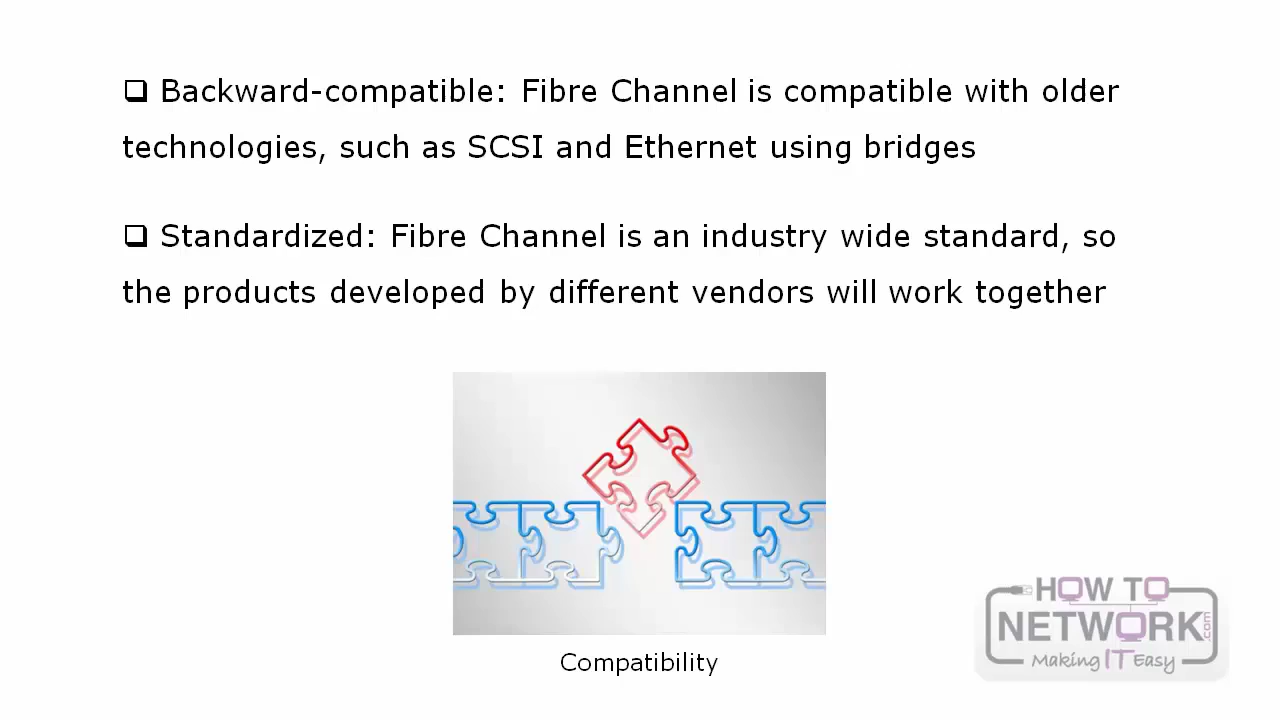 ❑ Backward-compatible: Fibre Channel is compatible with older
technologies, such as SCSI and Ethernet using bridges
❑ Standardized: Fibre Channel is an industry wide standard, so
the products developed by different vendors will work together
Compatibility
HOW TO
NETWORK.com
Making IT Easy